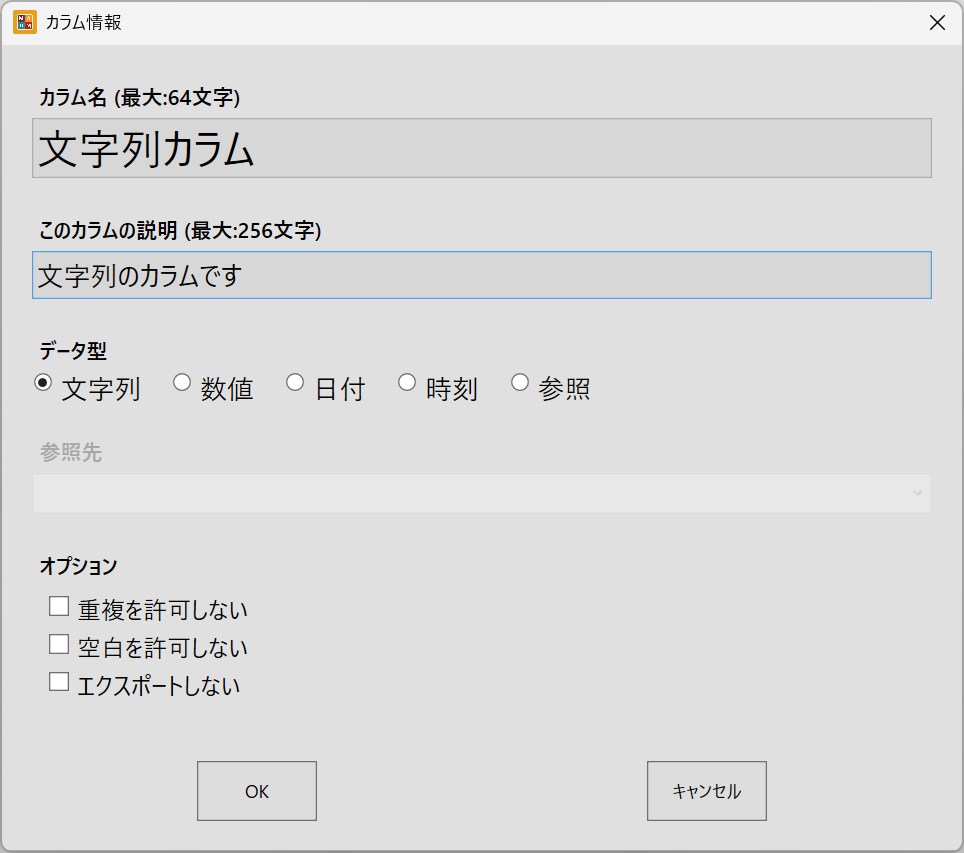 カラム情報
カラム名 (最大:64文字)
文字列カラム
このカラムの説明 (最大:256文字)
文字列のカラムです
データ型
文字列 数値 日付 時刻 参照
参照先
オプション
重複を許可しない
空白を許可しない
エクスポートしない
OK キャンセル